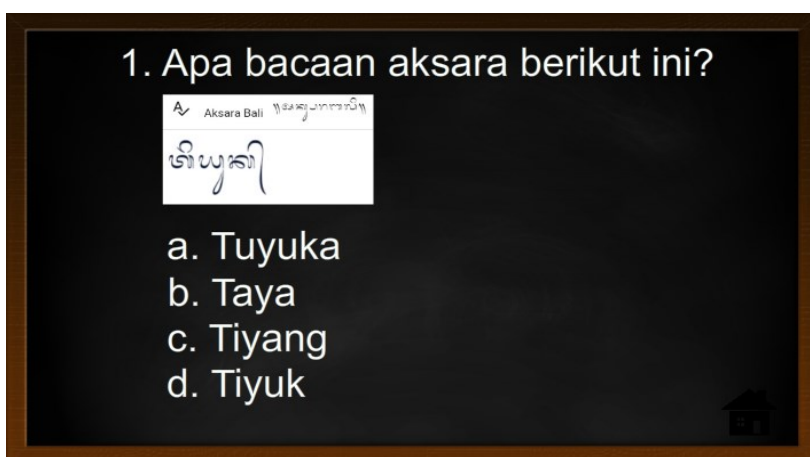 1. Apa bacaan aksara berikut ini?
Aksara Bali
ᬢᬶᬬᬸᬓ᭄
a. Tuyuka
b. Taya
c. Tiyang
d. Tiyuk